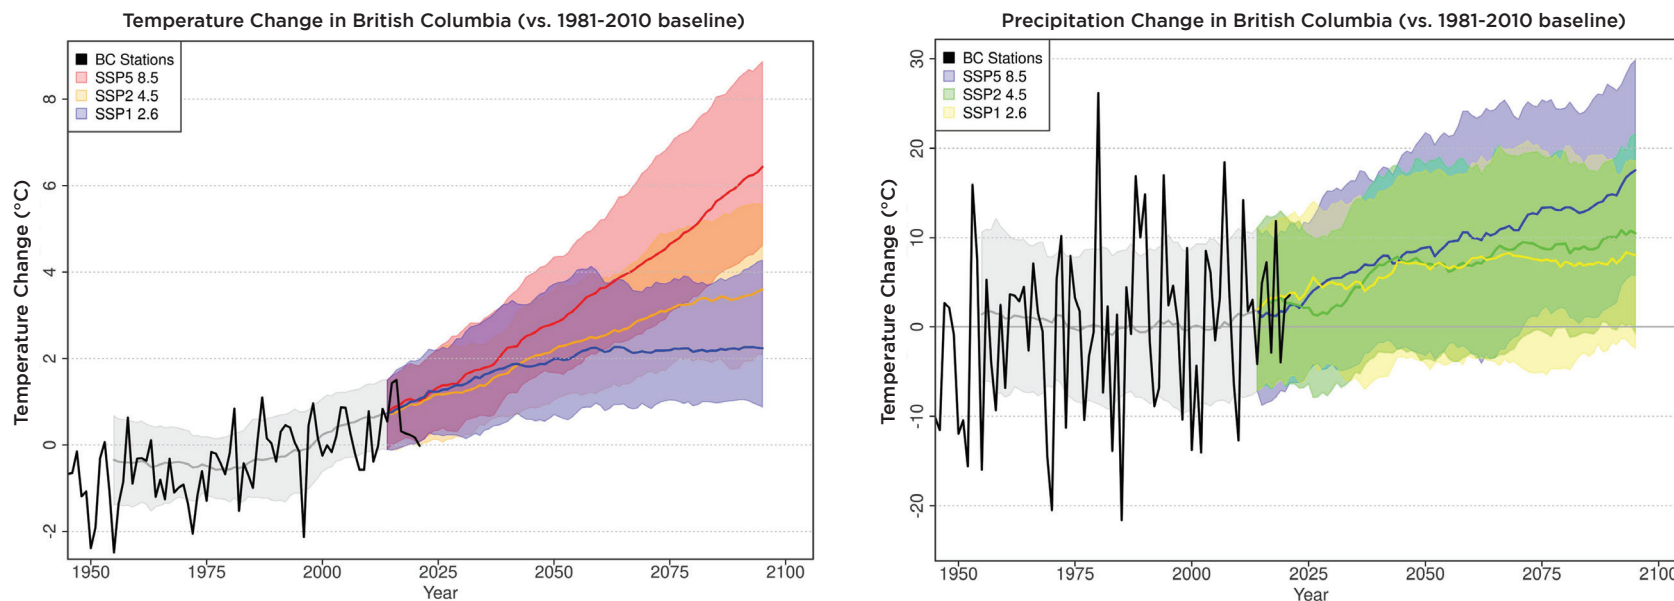 Temperature Change in British Columbia (vs. 1981-2010 baseline)
BC Stations
SSP5 8.5
SSP2 4.5
SSP1 2.6
Temperature Change (°C)
8
6
4
2
0
-2
1950 1975 2000 2025 2050 2075 2100
Year
Precipitation Change in British Columbia (vs. 1981-2010 baseline)
BC Stations
SSP5 8.5
SSP2 4.5
SSP1 2.6
Temperature Change (°C)
30
20
10
0
-10
-20
1950 1975 2000 2025 2050 2075 2100
Year